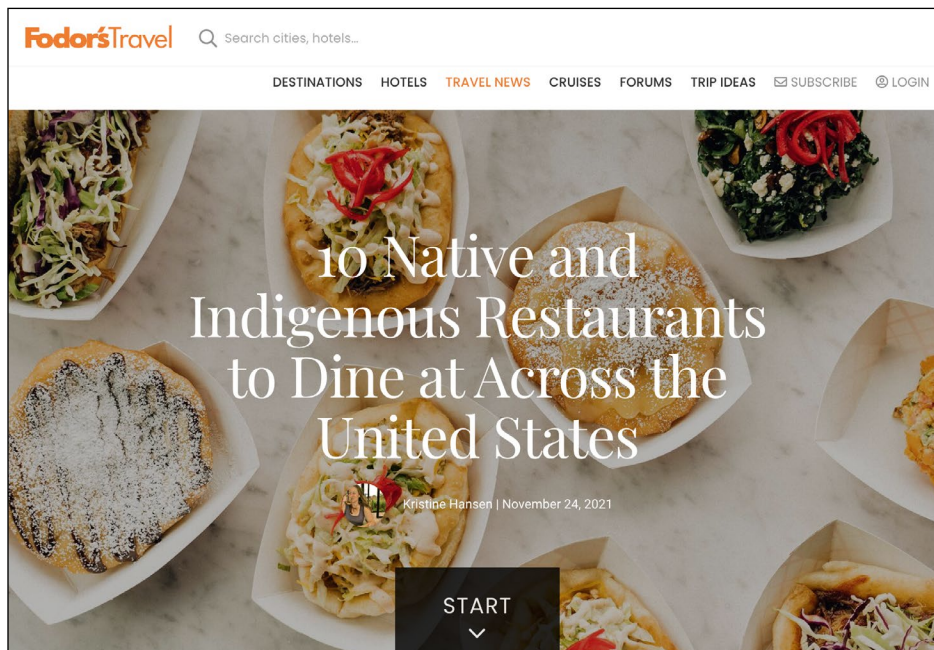 Fodor's Travel
Search cities, hotels...
DESTINATIONS HOTELS TRAVEL NEWS CRUISES FORUMS TRIP IDEAS SUBSCRIBE LOGIN
10 Native and
Indigenous Restaurants
to Dine at Across the
United States
Kristine Hansen | November 24, 2021
START